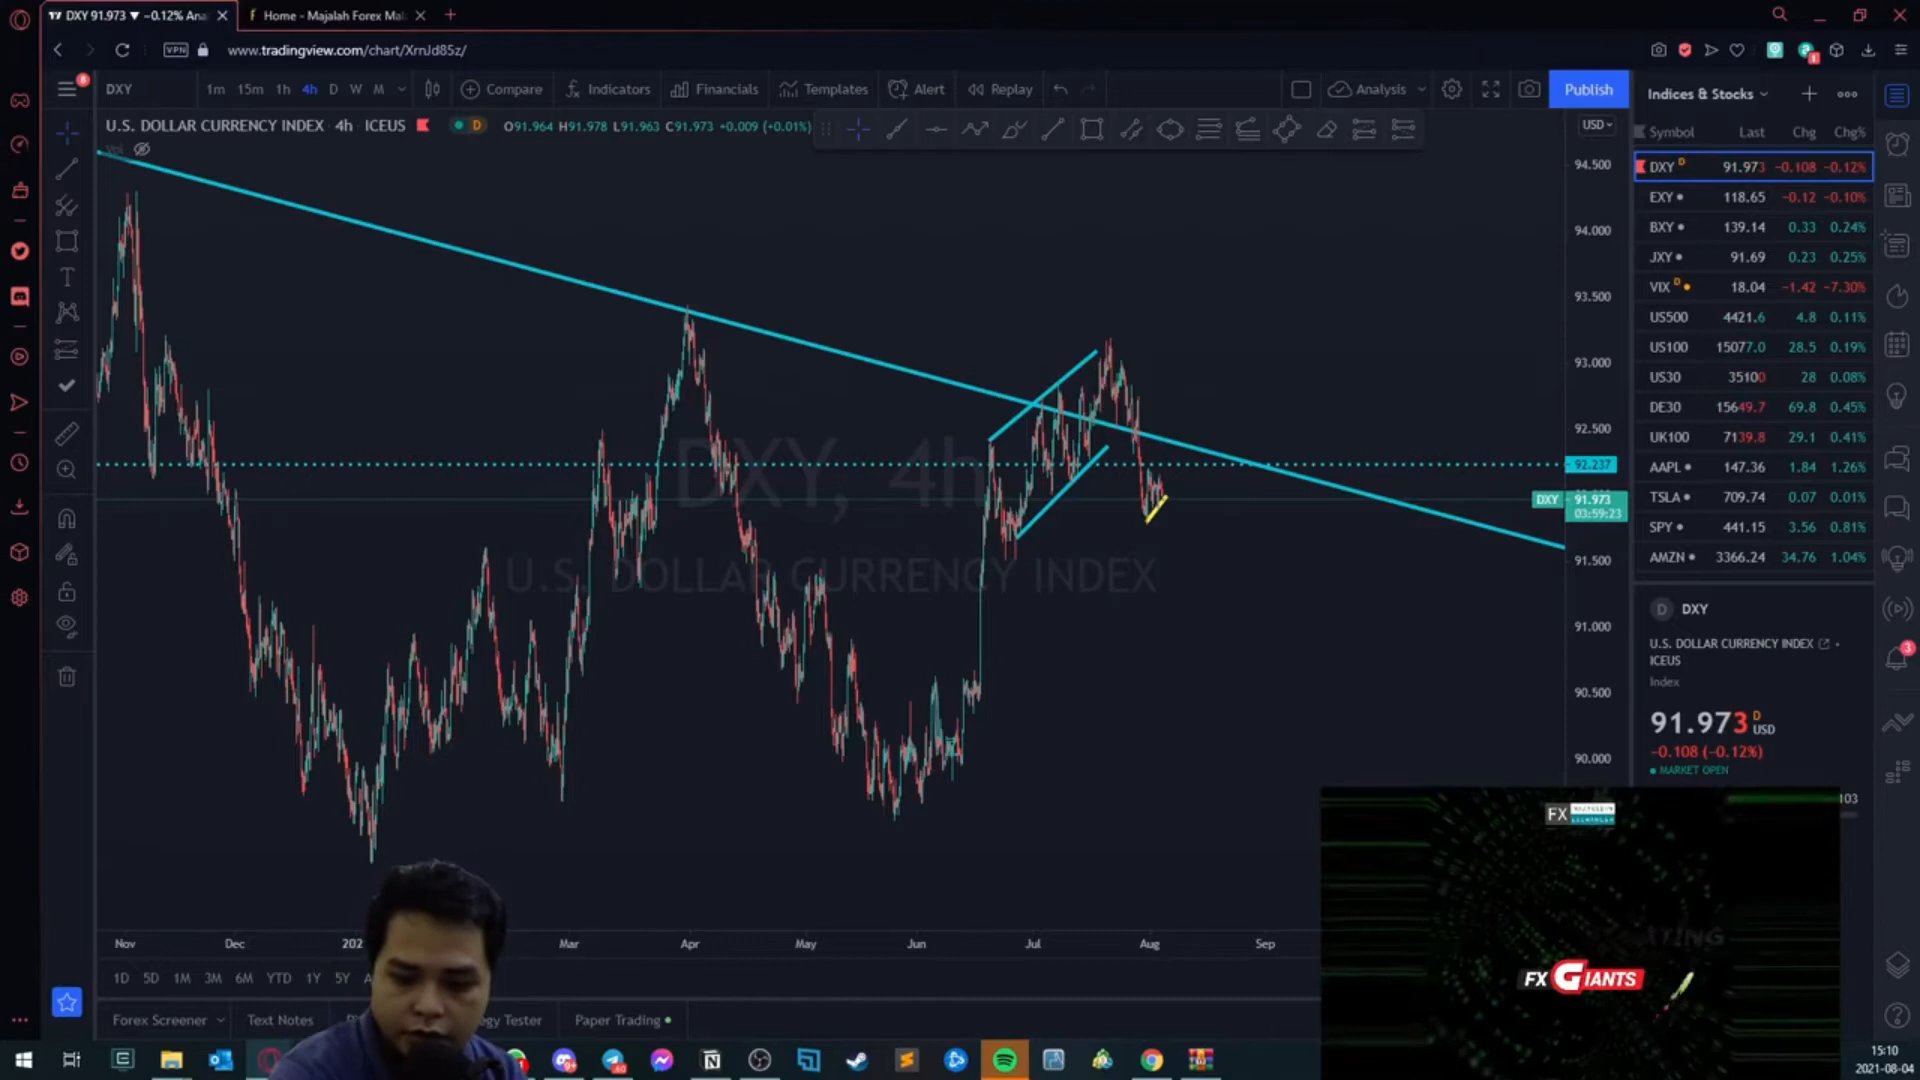 DXY 91.973 ▼ −0.12% Ana
Home - Majalah Forex Mal
VPN
www.tradingview.com/chart/XrnJd85z/
8
DXY
1m 15m 1h 4h D W M
Compare
Indicators
Financials
Templates
Alert
Replay
Analysis
Publish
U.S. DOLLAR CURRENCY INDEX · 4h · ICEUS
D
O91.964 H91.978 L91.963 C91.973 +0.009 (+0.01%)
Vol
USD
94.500
94.000
93.500
93.000
92.500
92.237
DXY 91.973
03:59:23
91.500
91.000
90.500
90.000
DXY, 4h
U.S. DOLLAR CURRENCY INDEX
Nov Dec 202 Mar Apr May Jun Jul Aug Sep
1D 5D 1M 3M 6M YTD 1Y 5Y A
Forex Screener
Text Notes
gy Tester
Paper Trading
Indices & Stocks
Symbol Last Chg Chg%
DXY D 91.973 −0.108 −0.12%
EXY 118.65 −0.12 −0.10%
BXY 139.14 0.33 0.24%
JXY 91.69 0.23 0.25%
VIX D 18.04 −1.42 −7.30%
US500 4421.6 4.8 0.11%
US100 15077.0 28.5 0.19%
US30 35100 28 0.08%
DE30 15649.7 69.8 0.45%
UK100 7139.8 29.1 0.41%
AAPL 147.36 1.84 1.26%
TSLA 709.74 0.07 0.01%
SPY 441.15 3.56 0.81%
AMZN 3366.24 34.76 1.04%
D DXY
U.S. DOLLAR CURRENCY INDEX
ICEUS
Index
91.973 D USD
−0.108 (−0.12%)
MARKET OPEN
103
3
FX
FXGIANTS
15:10
2021-08-04